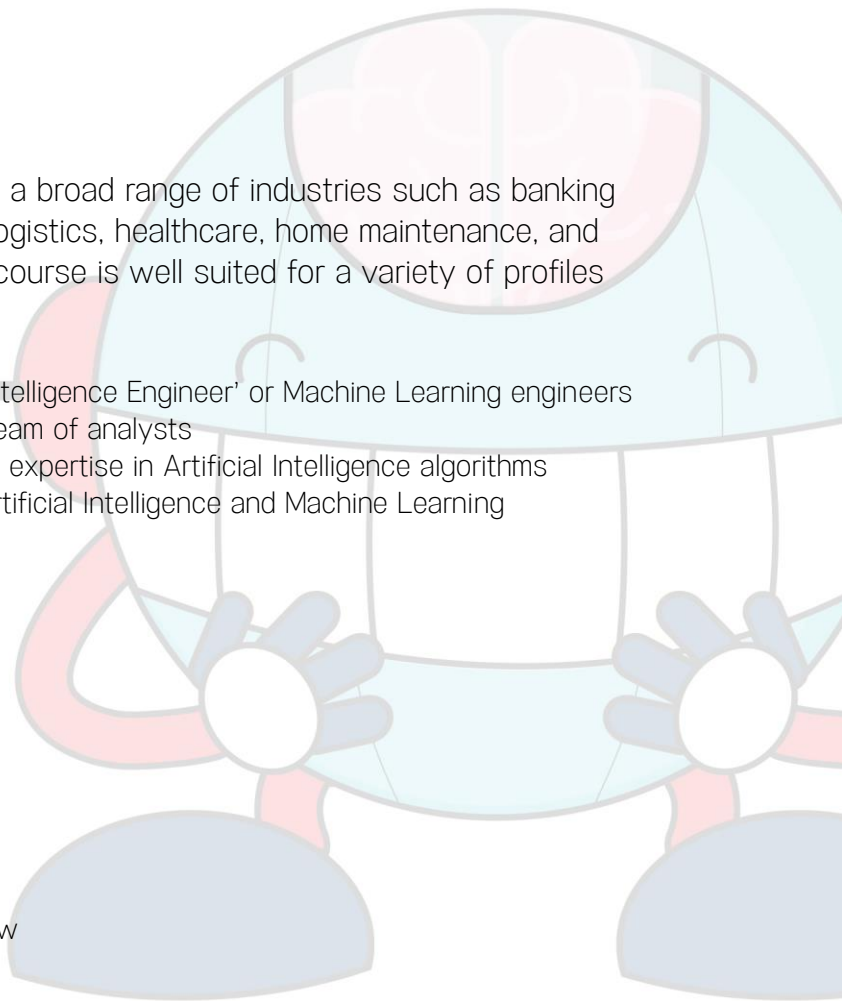 a broad range of industries such as banking
ogistics, healthcare, home maintenance, and
course is well suited for a variety of profiles
telligence Engineer' or Machine Learning engineers
eam of analysts
expertise in Artificial Intelligence algorithms
rtificial Intelligence and Machine Learning
w